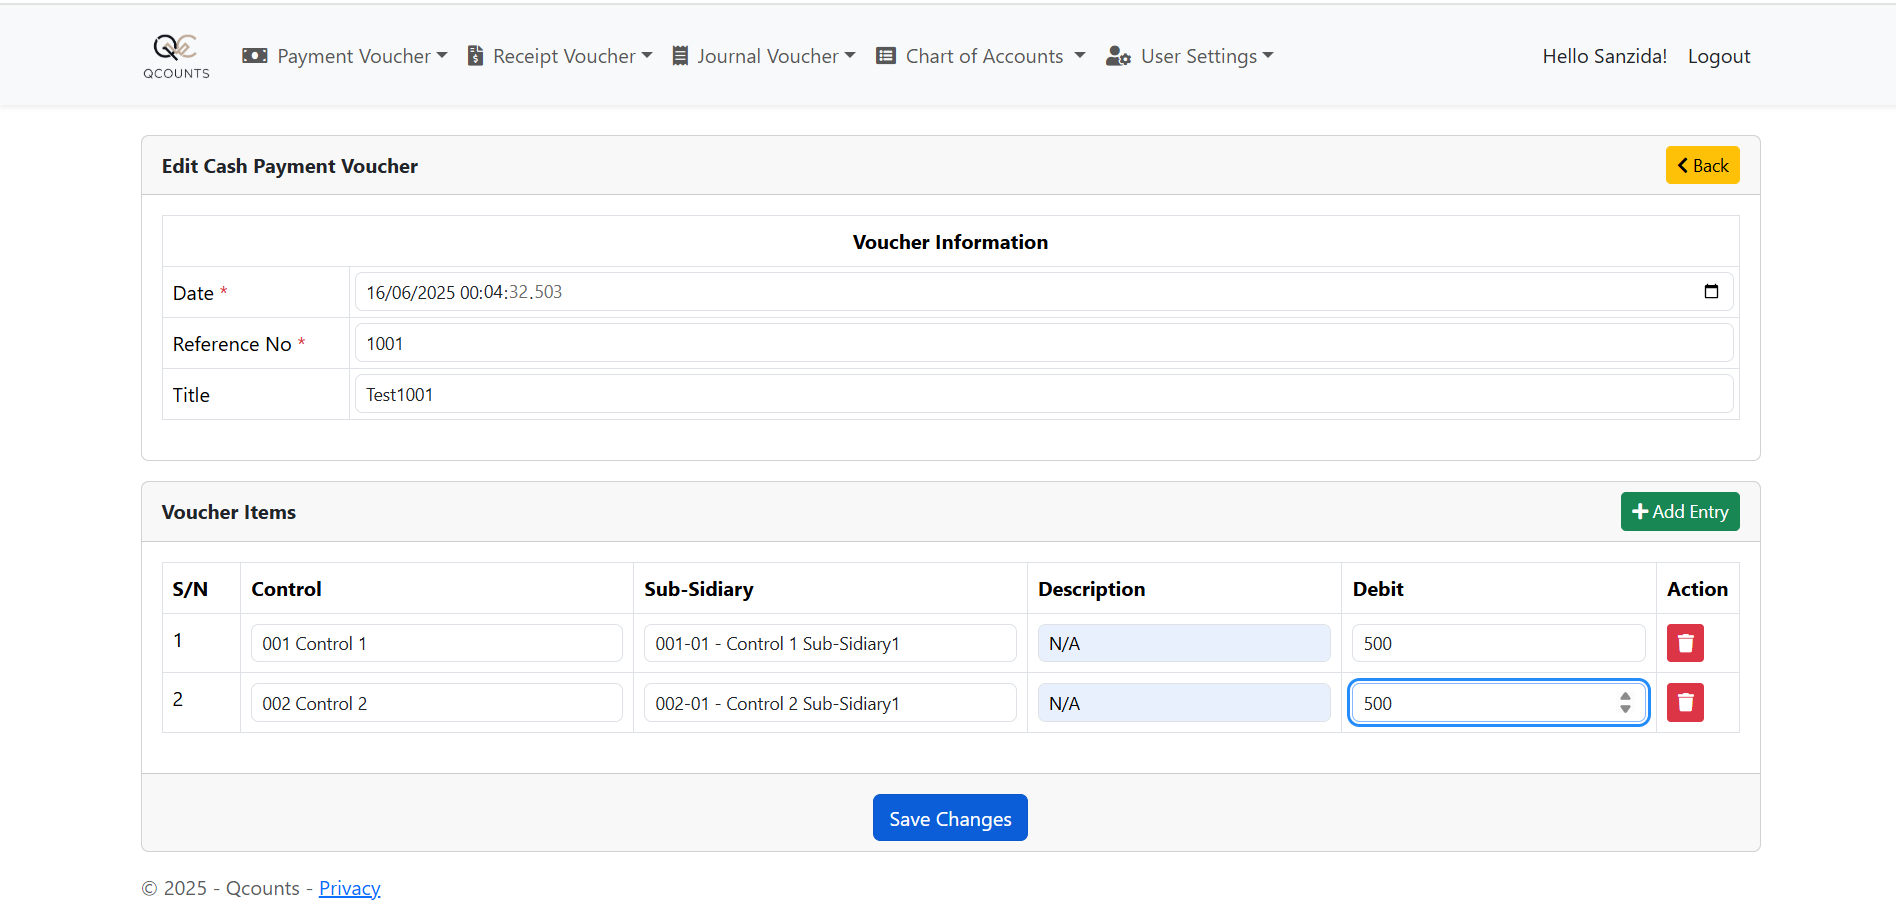 QCOUNTS Payment Voucher Receipt Voucher Journal Voucher Chart of Accounts User Settings Hello Sanzida! Logout
Edit Cash Payment Voucher Back
Voucher Information
Date * 16/06/2025 00:04:32.503
Reference No * 1001
Title Test1001
Voucher Items Add Entry
S/N Control Sub-Sidiary Description Debit Action
1 001 Control 1 001-01 - Control 1 Sub-Sidiary1 N/A 500
2 002 Control 2 002-01 - Control 2 Sub-Sidiary1 N/A 500
Save Changes
© 2025 - Qcounts - Privacy